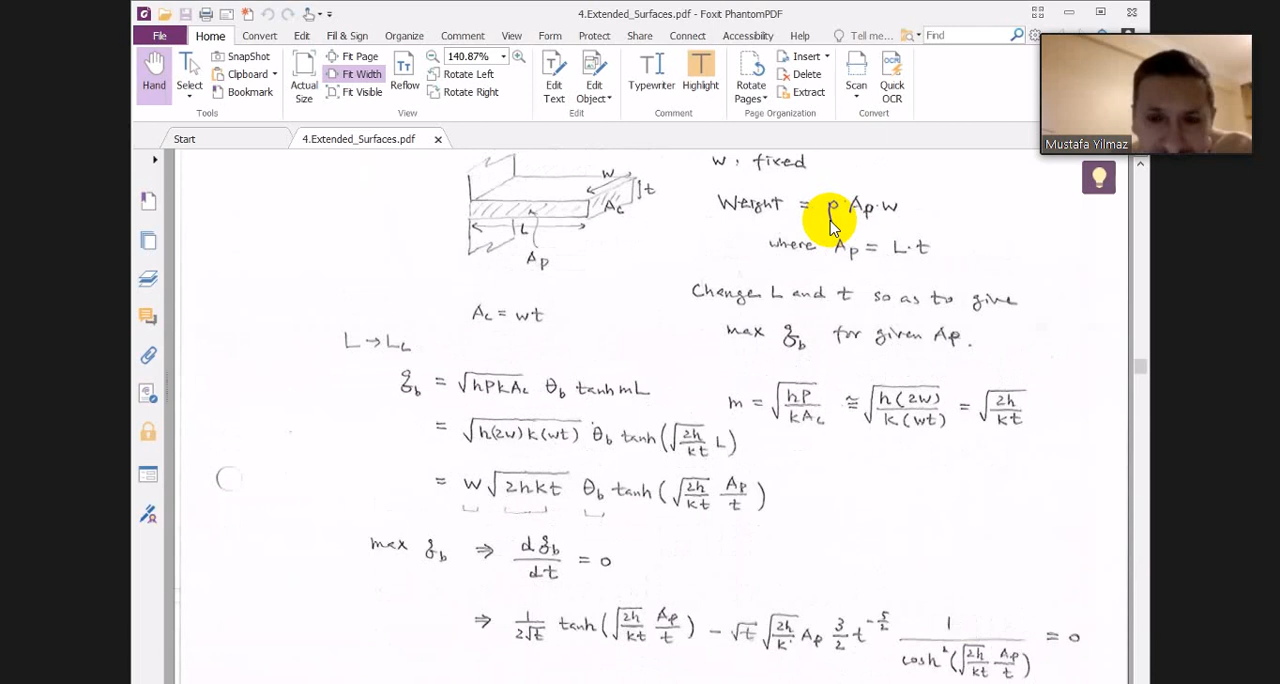 4.Extended_Surfaces.pdf - Foxit PhantomPDF
File Home Convert Edit Fill & Sign Organize Comment View Form Protect Share Connect Accessibility Help Tell me... Find
Hand Select SnapShot Clipboard Bookmark Actual Size Fit Page Fit Width Fit Visible Reflow 140.87% Rotate Left Rotate Right Edit Text Edit Object Typewriter Highlight Rotate Pages Insert Delete Extract Scan Quick OCR
Tools View Edit Comment Page Organization Convert
Mustafa Yilmaz
Start 4.Extended_Surfaces.pdf
w, fixed
w t Ac L Ap
Weight = ρ·Ap·w
where Ap = L·t
Change L and t so as to give
max q_b for given Ap.
Ac = wt
L → Lc
q_b = √(hPkAc) θb tanh mL
m = √(hP/kAc) ≅ √(h(2w)/k(wt)) = √(2h/kt)
= √(h(2w)k(wt)) θb tanh(√(2h/kt) L)
= w√(2hkt) θb tanh(√(2h/kt) Ap/t)
max q_b ⇒ dq_b/dt = 0
⇒ 1/(2√t) tanh(√(2h/kt) Ap/t) - √t √(2h/k) Ap 3/2 t^(-5/2) 1/cosh²(√(2h/kt) Ap/t) = 0